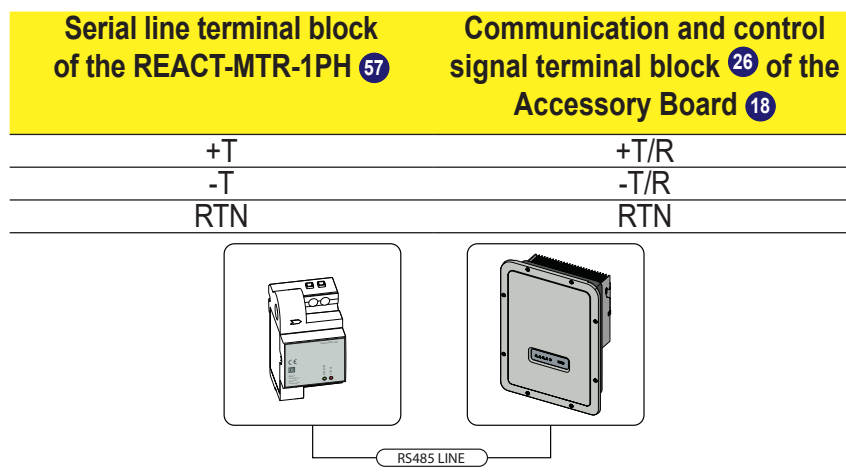 Serial line terminal block
of the REACT-MTR-1PH 57
Communication and control
signal terminal block 26 of the
Accessory Board 18
+T +T/R
-T -T/R
RTN RTN
CE
RS485 LINE